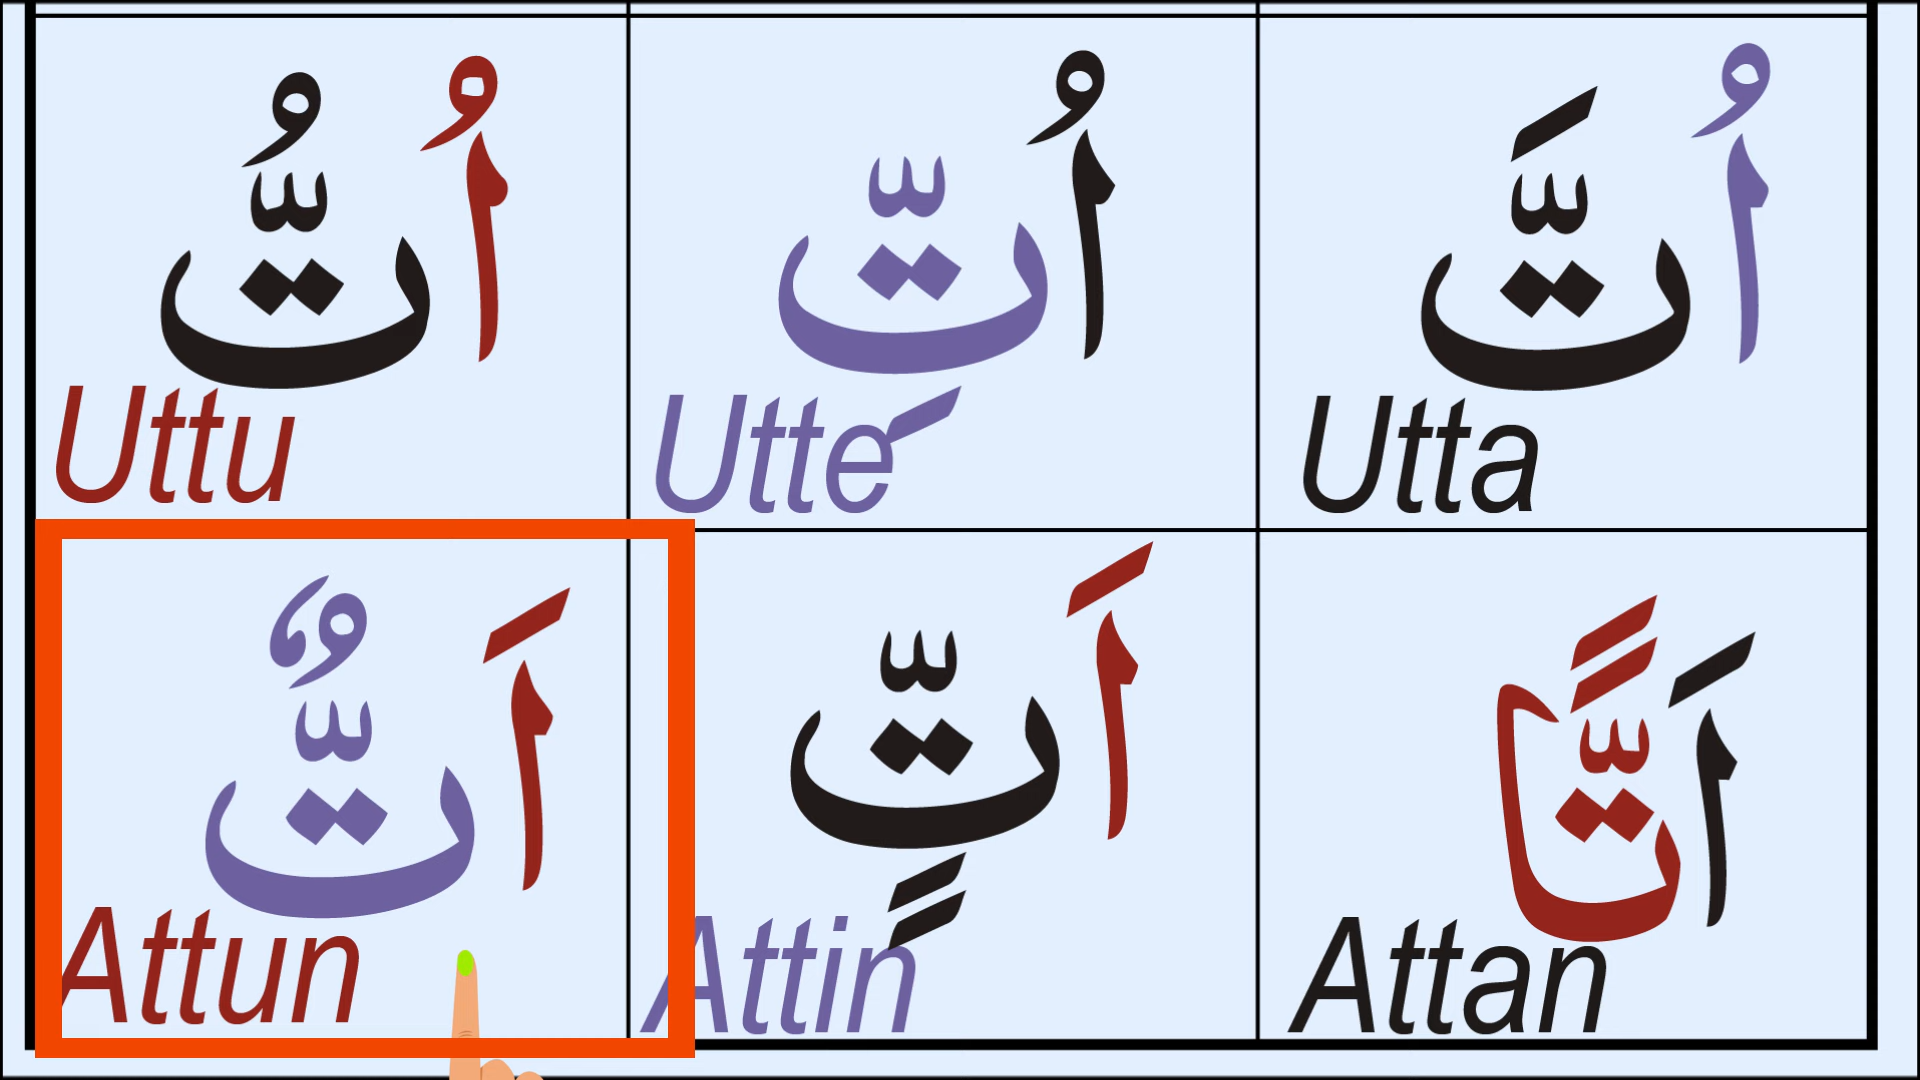 اُتَّ اُتِّ اُتُّ
Utta Utte Uttu
اَتًّا اَتٍّ اَتٌّ
Attan Attin Attun